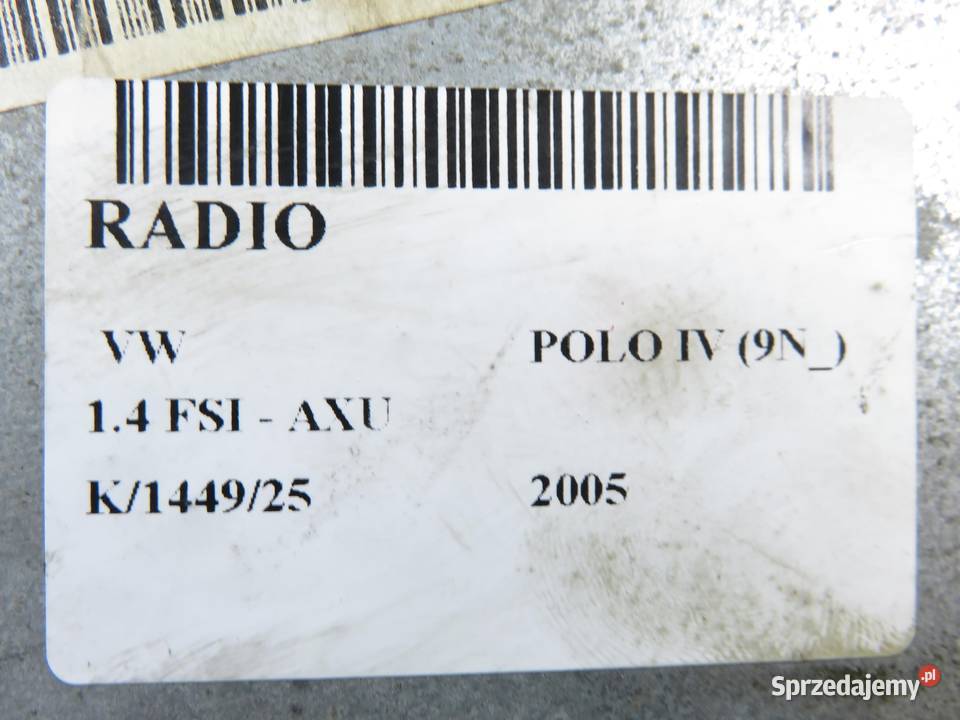 RADIO
VW POLO IV (9N_)
1.4 FSI - AXU
K/1449/25 2005
Sprzedajemy.pl